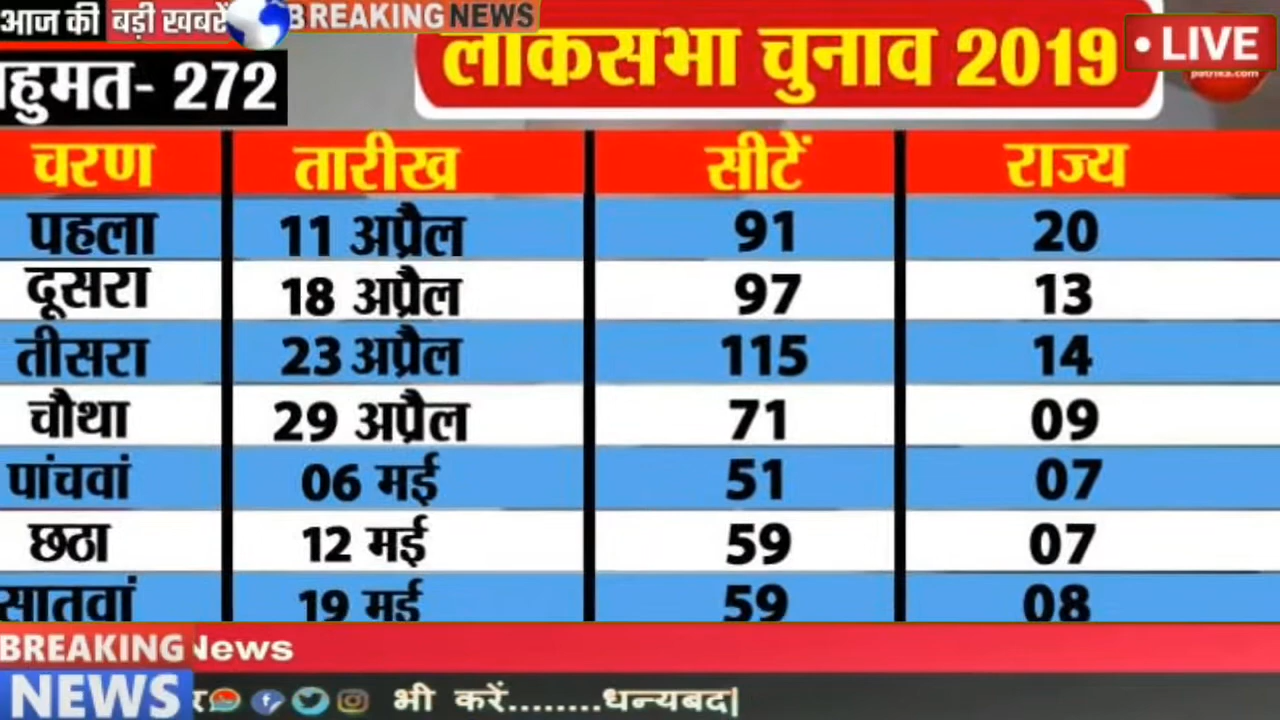 आज की बड़ी खबरें BREAKING NEWS
लोकसभा चुनाव 2019
• LIVE
patrika.com
हुमत- 272
चरण तारीख सीटें राज्य
पहला 11 अप्रैल 91 20
दूसरा 18 अप्रैल 97 13
तीसरा 23 अप्रैल 115 14
चौथा 29 अप्रैल 71 09
पांचवां 06 मई 51 07
छठा 12 मई 59 07
सातवां 19 मई 59 08
BREAKING News
NEWS र भी करें........धन्यबद|